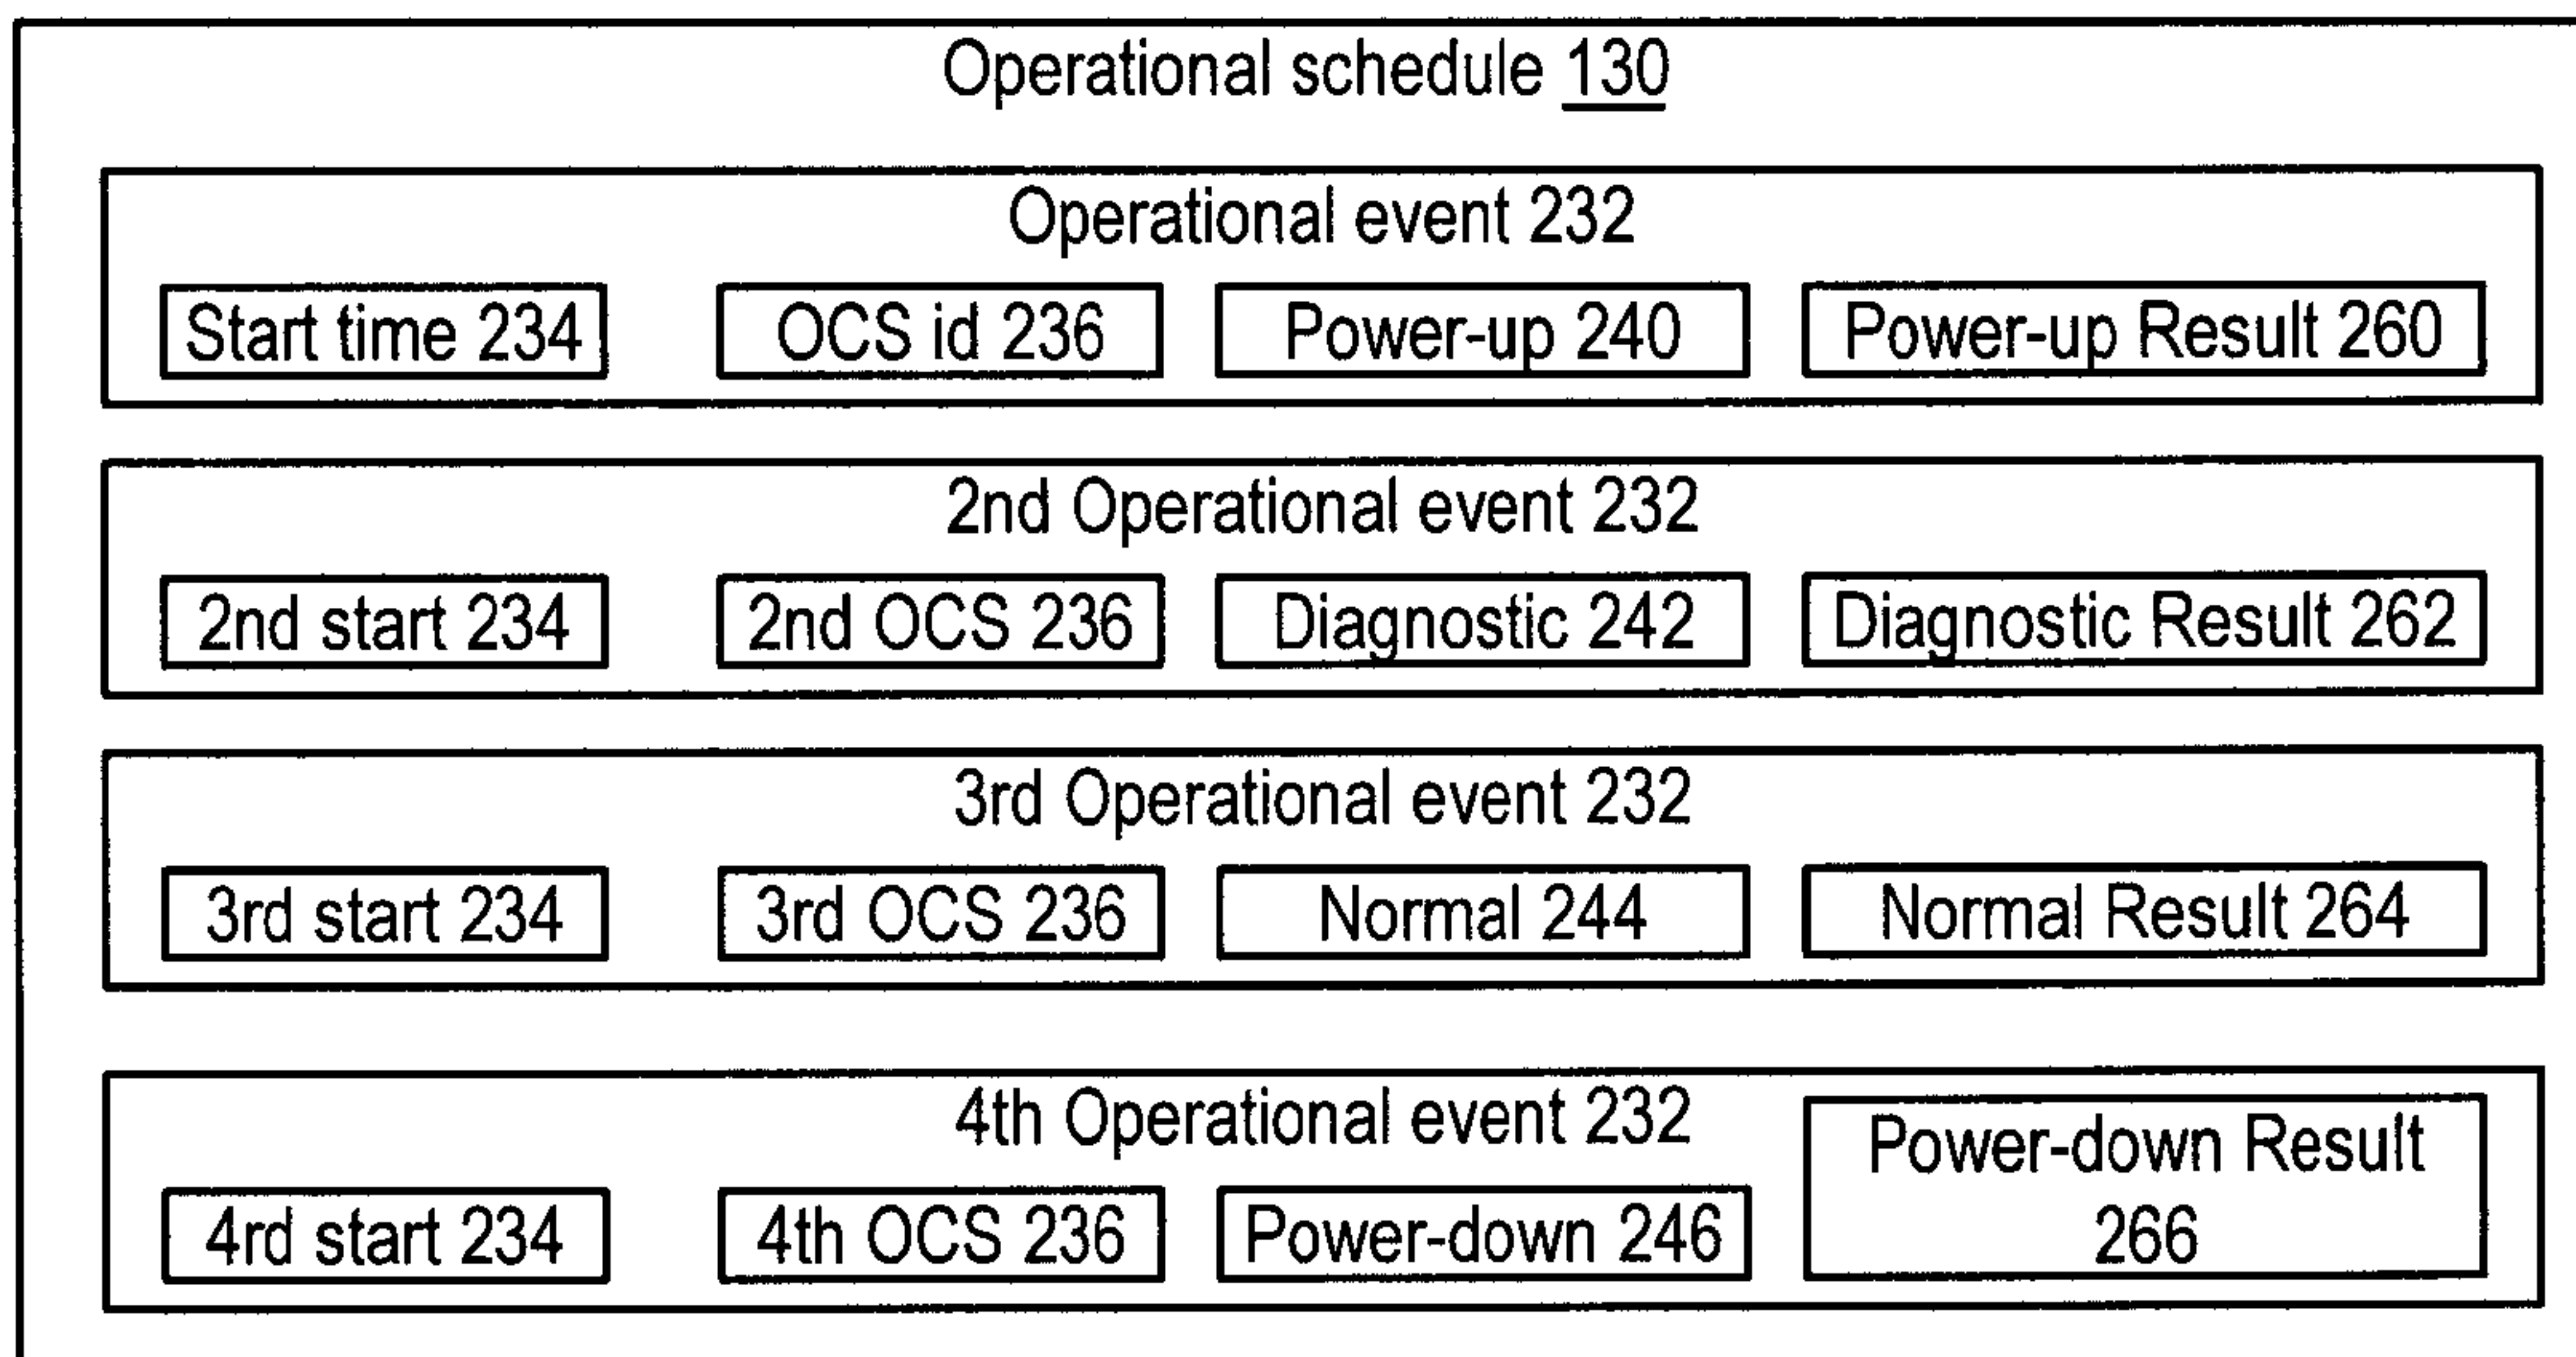 Operational schedule 130
Operational event 232
Start time 234
OCS id 236
Power-up 240
Power-up Result 260
2nd Operational event 232
2nd start 234
2nd OCS 236
Diagnostic 242
Diagnostic Result 262
3rd Operational event 232
3rd start 234
3rd OCS 236
Normal 244
Normal Result 264
4th Operational event 232
4rd start 234
4th OCS 236
Power-down 246
Power-down Result
266